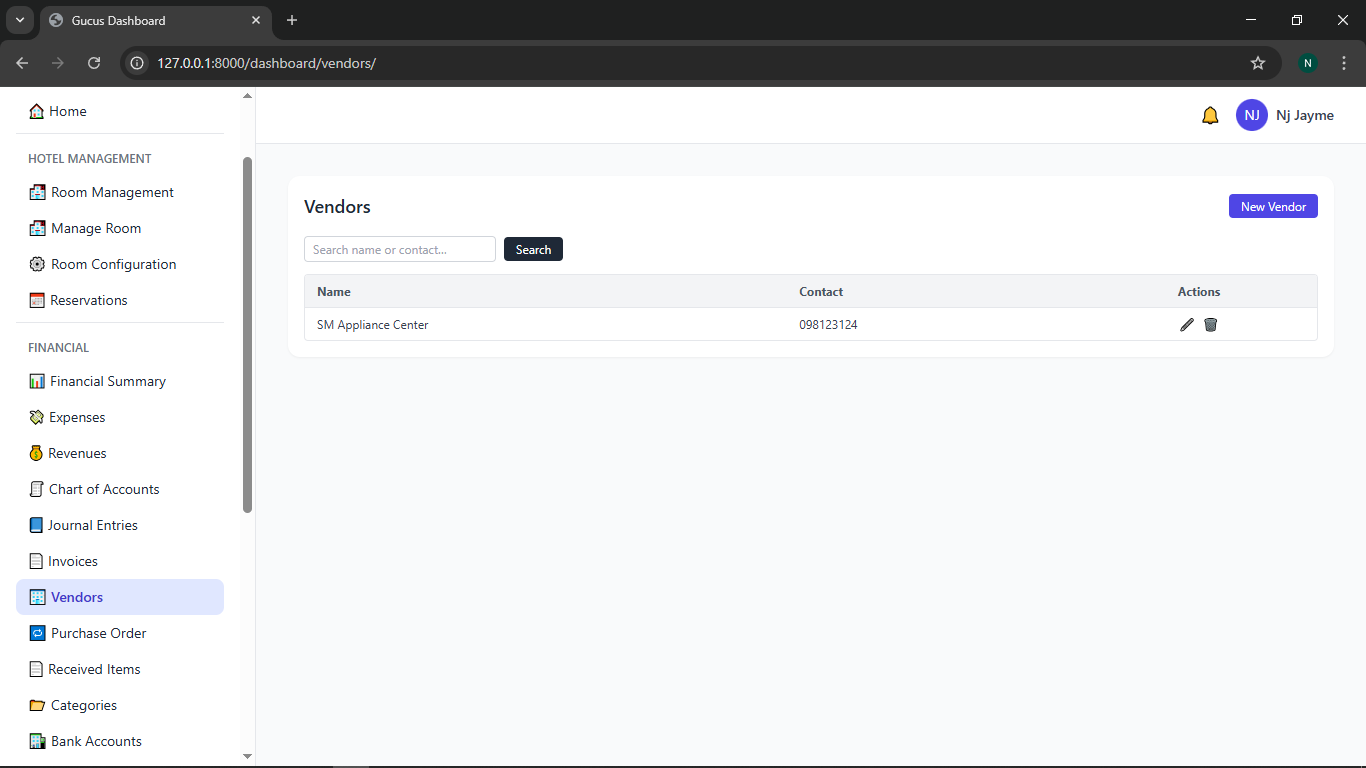 Gucus Dashboard
127.0.0.1:8000/dashboard/vendors/
N
Home
HOTEL MANAGEMENT
Room Management
Manage Room
Room Configuration
Reservations
FINANCIAL
Financial Summary
Expenses
Revenues
Chart of Accounts
Journal Entries
Invoices
Vendors
Purchase Order
Received Items
Categories
Bank Accounts
NJ Nj Jayme
Vendors
New Vendor
Search name or contact...
Search
Name Contact Actions
SM Appliance Center 098123124